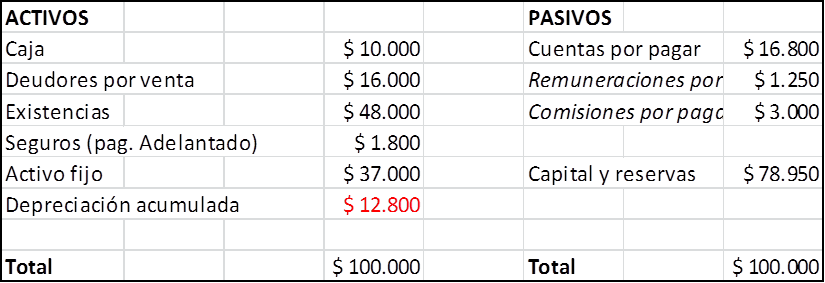 ACTIVOS PASIVOS
Caja $ 10.000 Cuentas por pagar $ 16.800
Deudores por venta $ 16.000 Remuneraciones por $ 1.250
Existencias $ 48.000 Comisiones por paga $ 3.000
Seguros (pag. Adelantado) $ 1.800
Activo fijo $ 37.000 Capital y reservas $ 78.950
Depreciación acumulada $ 12.800
Total $ 100.000 Total $ 100.000